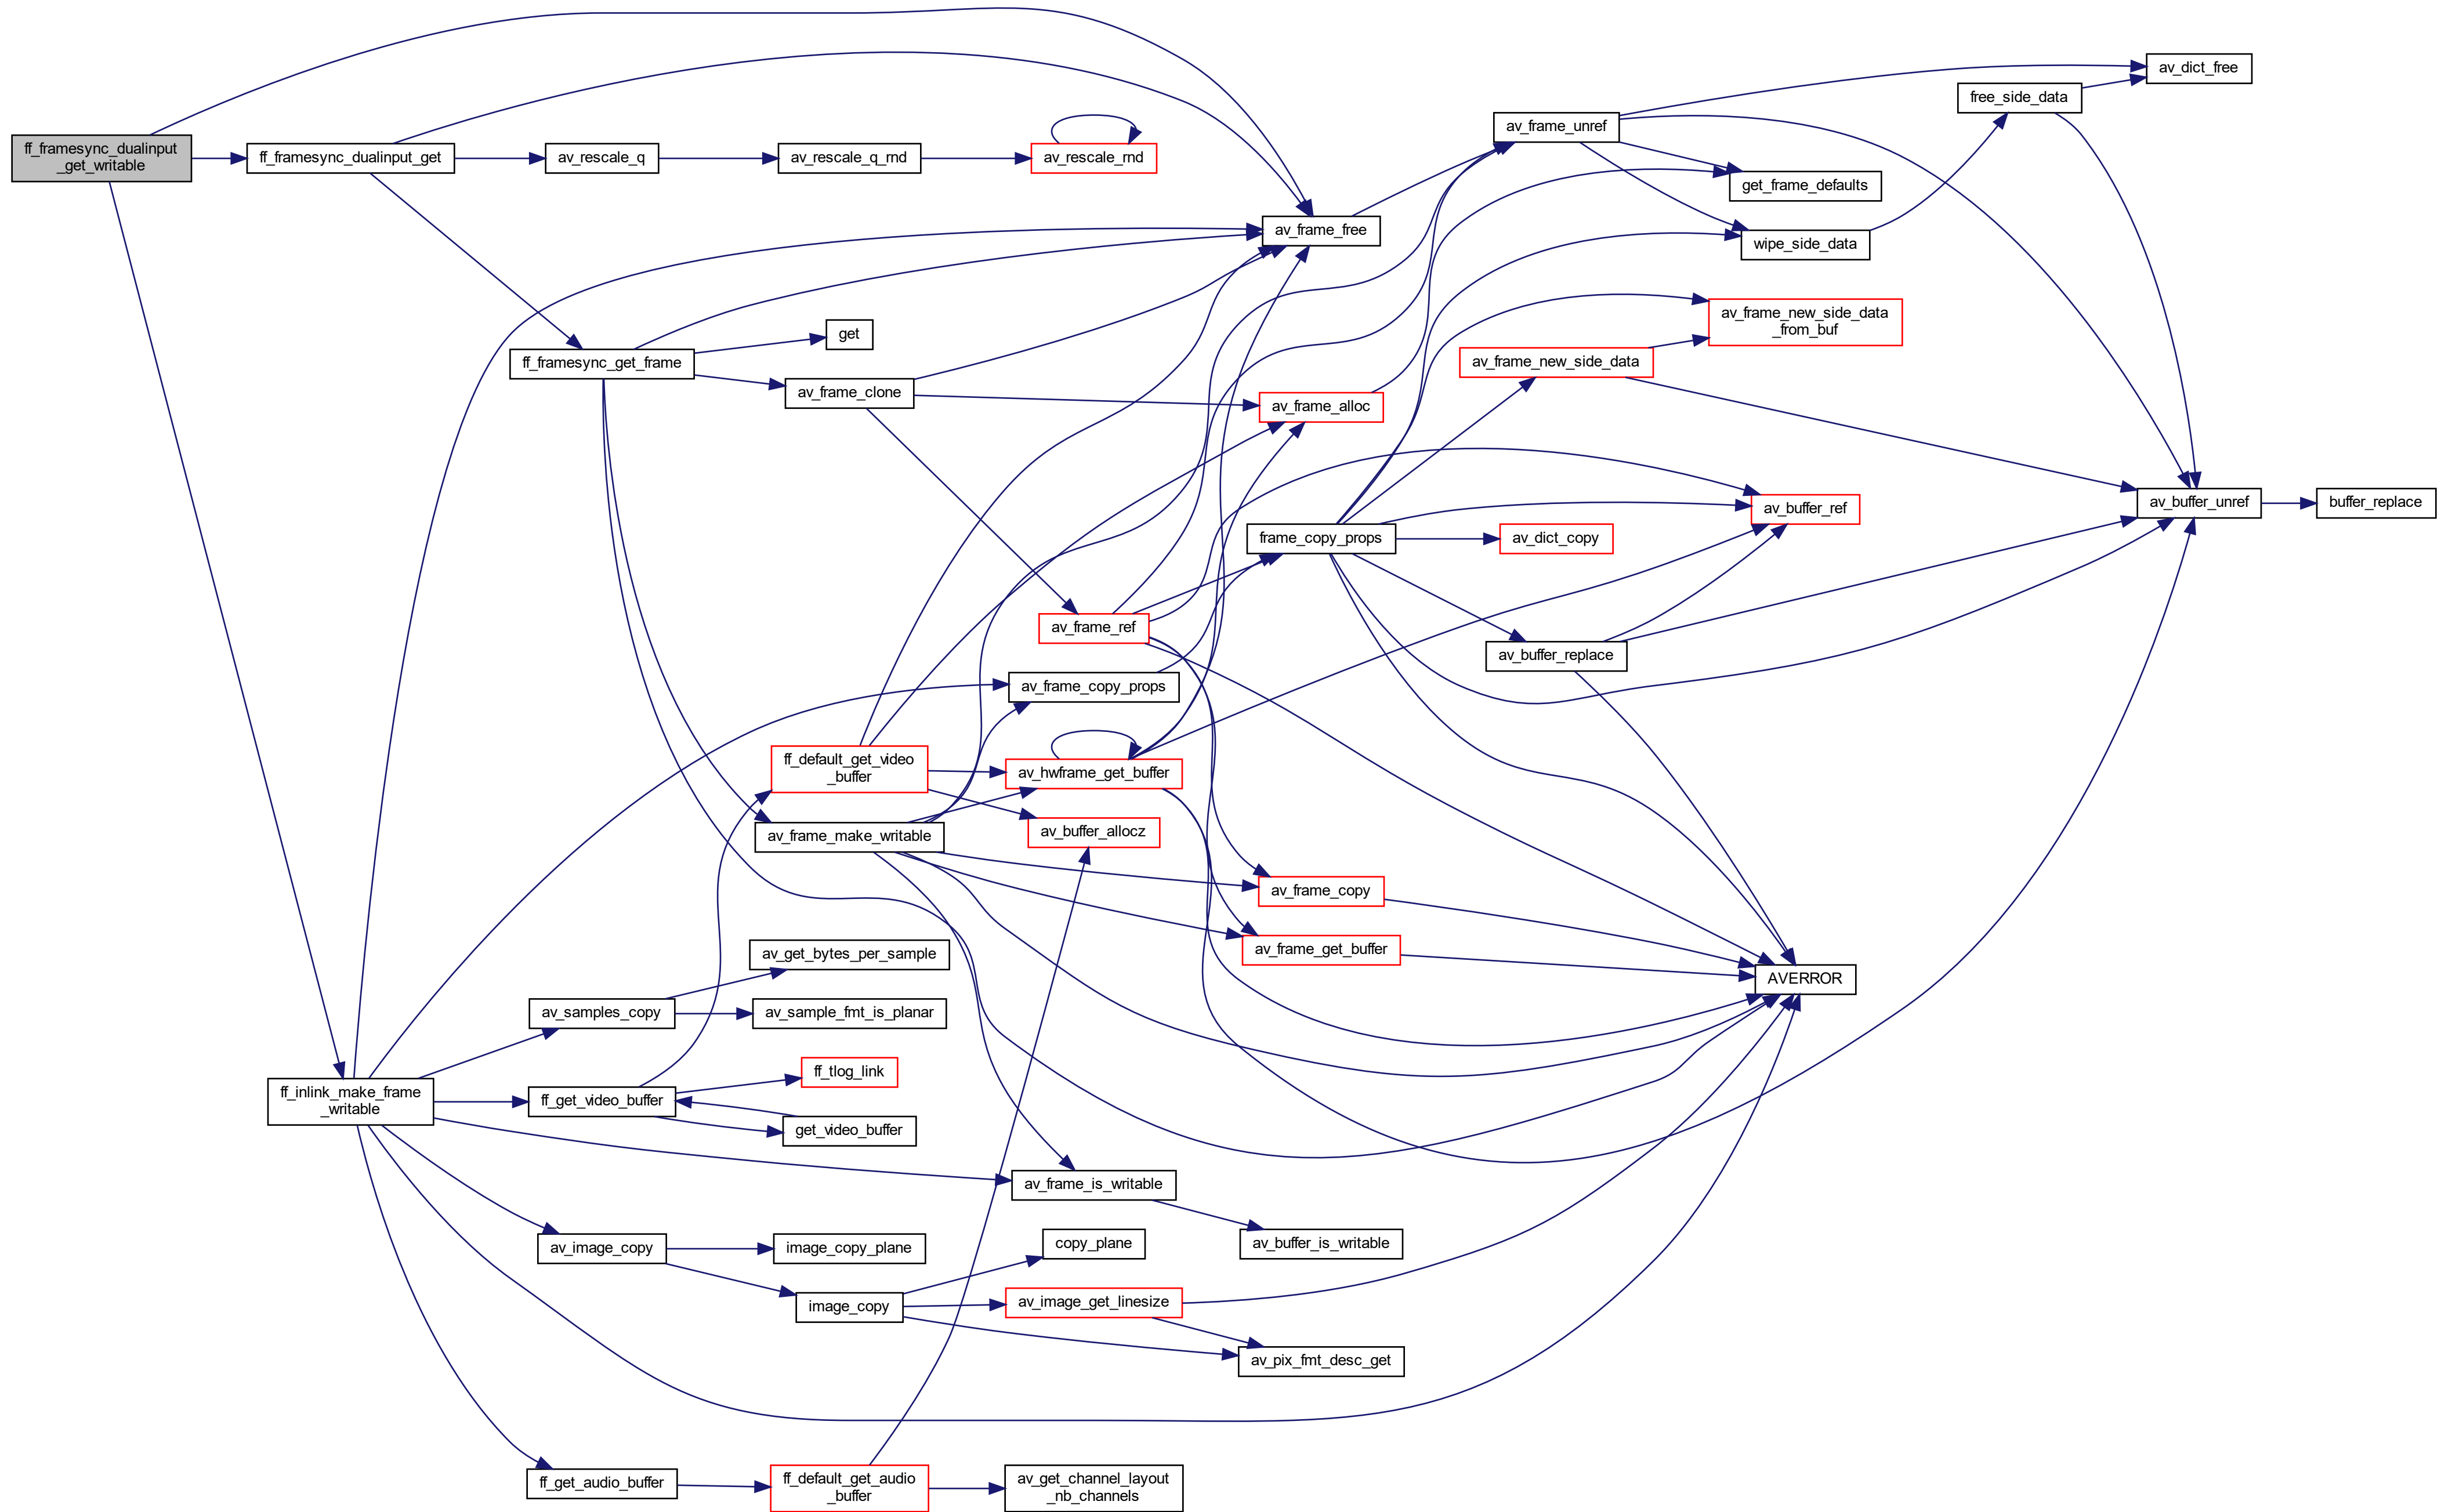 ff_framesync_dualinput
_get_writable
ff_framesync_dualinput_get
av_rescale_q
av_rescale_q_rnd
av_rescale_rnd
av_frame_free
av_frame_unref
av_dict_free
free_side_data
get_frame_defaults
wipe_side_data
ff_framesync_get_frame
get
av_frame_clone
av_frame_alloc
av_frame_new_side_data
_from_buf
av_frame_new_side_data
av_buffer_ref
av_buffer_unref
buffer_replace
frame_copy_props
av_dict_copy
av_frame_ref
av_buffer_replace
av_frame_copy_props
ff_default_get_video
_buffer
av_hwframe_get_buffer
av_frame_make_writable
av_buffer_allocz
av_frame_copy
av_frame_get_buffer
AVERROR
av_get_bytes_per_sample
av_samples_copy
av_sample_fmt_is_planar
ff_tlog_link
ff_inlink_make_frame
_writable
ff_get_video_buffer
get_video_buffer
av_frame_is_writable
av_buffer_is_writable
av_image_copy
image_copy_plane
copy_plane
image_copy
av_image_get_linesize
av_pix_fmt_desc_get
ff_get_audio_buffer
ff_default_get_audio
_buffer
av_get_channel_layout
_nb_channels